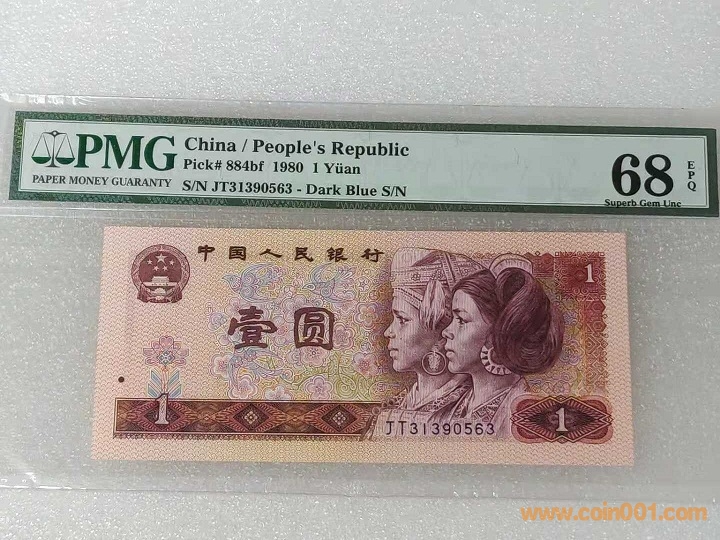 PMG
PAPER MONEY GUARANTY
China / People's Republic
Pick# 884bf / 1980 1 Yüan
S/N JT31390563 - Dark Blue S/N
68
EPQ
Superb Gem Unc
中国人民银行
1
壹圆
1
1
JT31390563
www.coin001.com